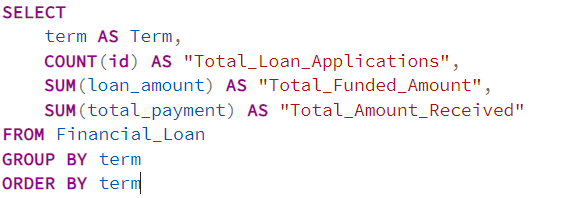 SELECT
    term AS Term,
    COUNT(id) AS "Total_Loan_Applications",
    SUM(loan_amount) AS "Total_Funded_Amount",
    SUM(total_payment) AS "Total_Amount_Received"
FROM Financial_Loan
GROUP BY term
ORDER BY term